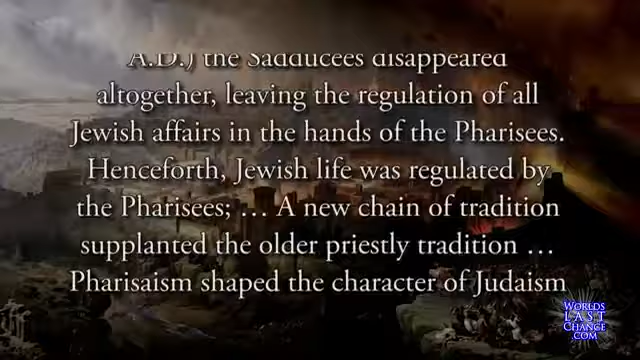 A.D.) the Sadducees disappeared
altogether, leaving the regulation of all
Jewish affairs in the hands of the Pharisees.
Henceforth, Jewish life was regulated by
the Pharisees; … A new chain of tradition
supplanted the older priestly tradition …
Pharisaism shaped the character of Judaism
WORLDS
LAST
CHANCE
.COM